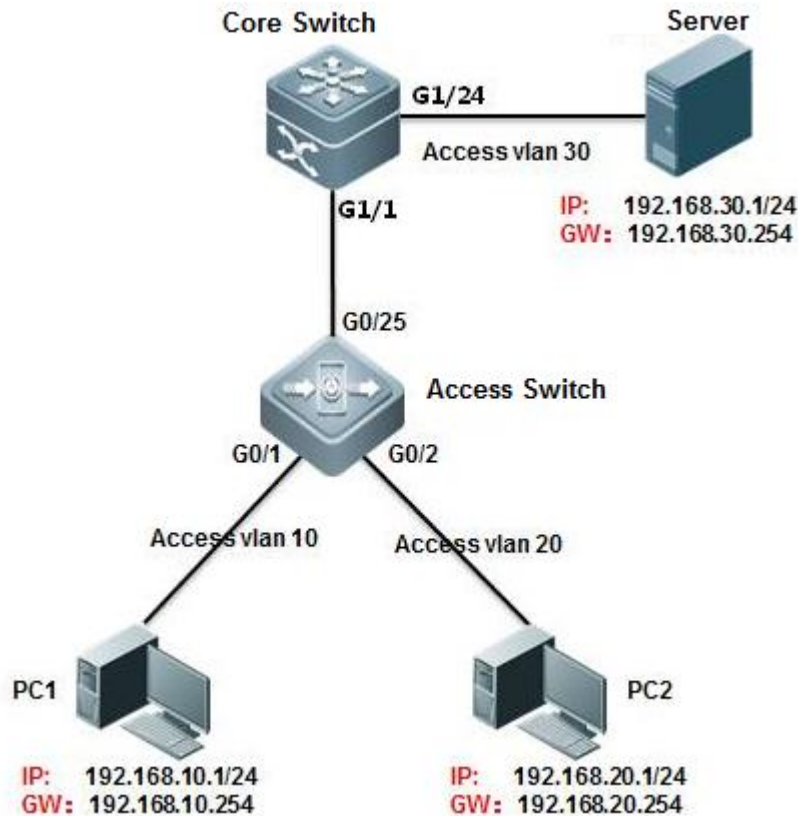 Core Switch
Server
G1/24
Access vlan 30
G1/1
IP: 192.168.30.1/24
GW：192.168.30.254
G0/25
Access Switch
G0/1
G0/2
Access vlan 10
Access vlan 20
PC1
PC2
IP: 192.168.10.1/24
GW：192.168.10.254
IP: 192.168.20.1/24
GW：192.168.20.254